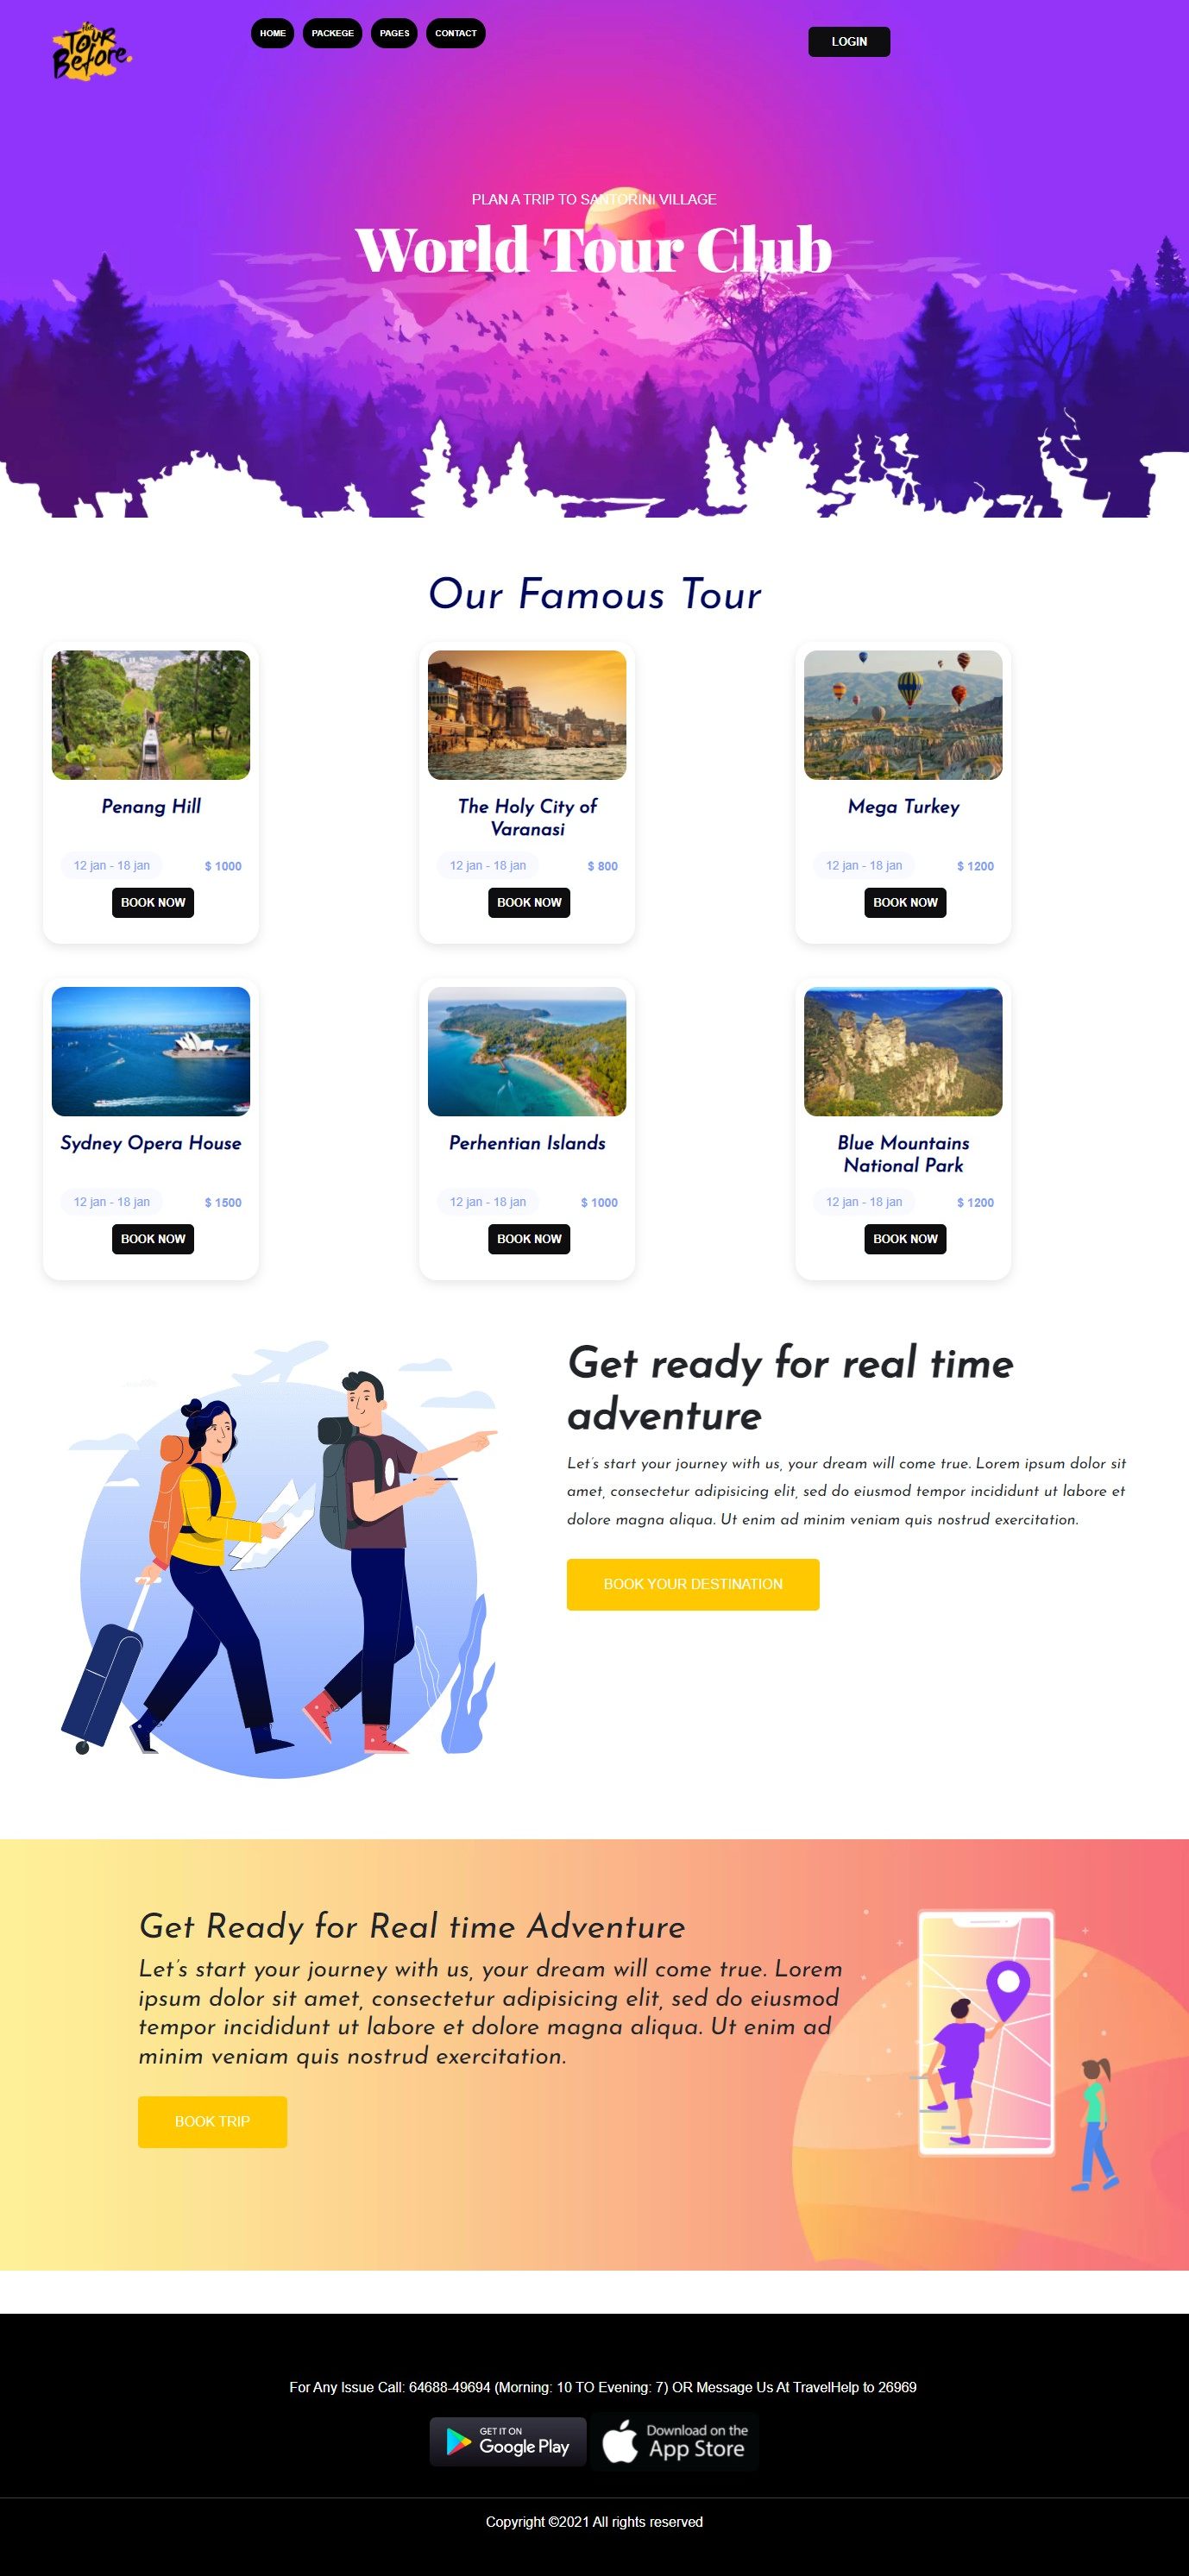 the
Tour
Before.
HOME
PACKEGE
PAGES
CONTACT
LOGIN
PLAN A TRIP TO SANTORINI VILLAGE
World Tour Club
Our Famous Tour
Penang Hill
12 jan - 18 jan
$ 1000
BOOK NOW
The Holy City of
Varanasi
12 jan - 18 jan
$ 800
BOOK NOW
Mega Turkey
12 jan - 18 jan
$ 1200
BOOK NOW
Sydney Opera House
12 jan - 18 jan
$ 1500
BOOK NOW
Perhentian Islands
12 jan - 18 jan
$ 1000
BOOK NOW
Blue Mountains
National Park
12 jan - 18 jan
$ 1200
BOOK NOW
Get ready for real time
adventure
Let's start your journey with us, your dream will come true. Lorem ipsum dolor sit
amet, consectetur adipisicing elit, sed do eiusmod tempor incididunt ut labore et
dolore magna aliqua. Ut enim ad minim veniam quis nostrud exercitation.
BOOK YOUR DESTINATION
Get Ready for Real time Adventure
Let's start your journey with us, your dream will come true. Lorem
ipsum dolor sit amet, consectetur adipisicing elit, sed do eiusmod
tempor incididunt ut labore et dolore magna aliqua. Ut enim ad
minim veniam quis nostrud exercitation.
BOOK TRIP
For Any Issue Call: 64688-49694 (Morning: 10 TO Evening: 7) OR Message Us At TravelHelp to 26969
GET IT ON
Google Play
Download on the
App Store
Copyright ©2021 All rights reserved